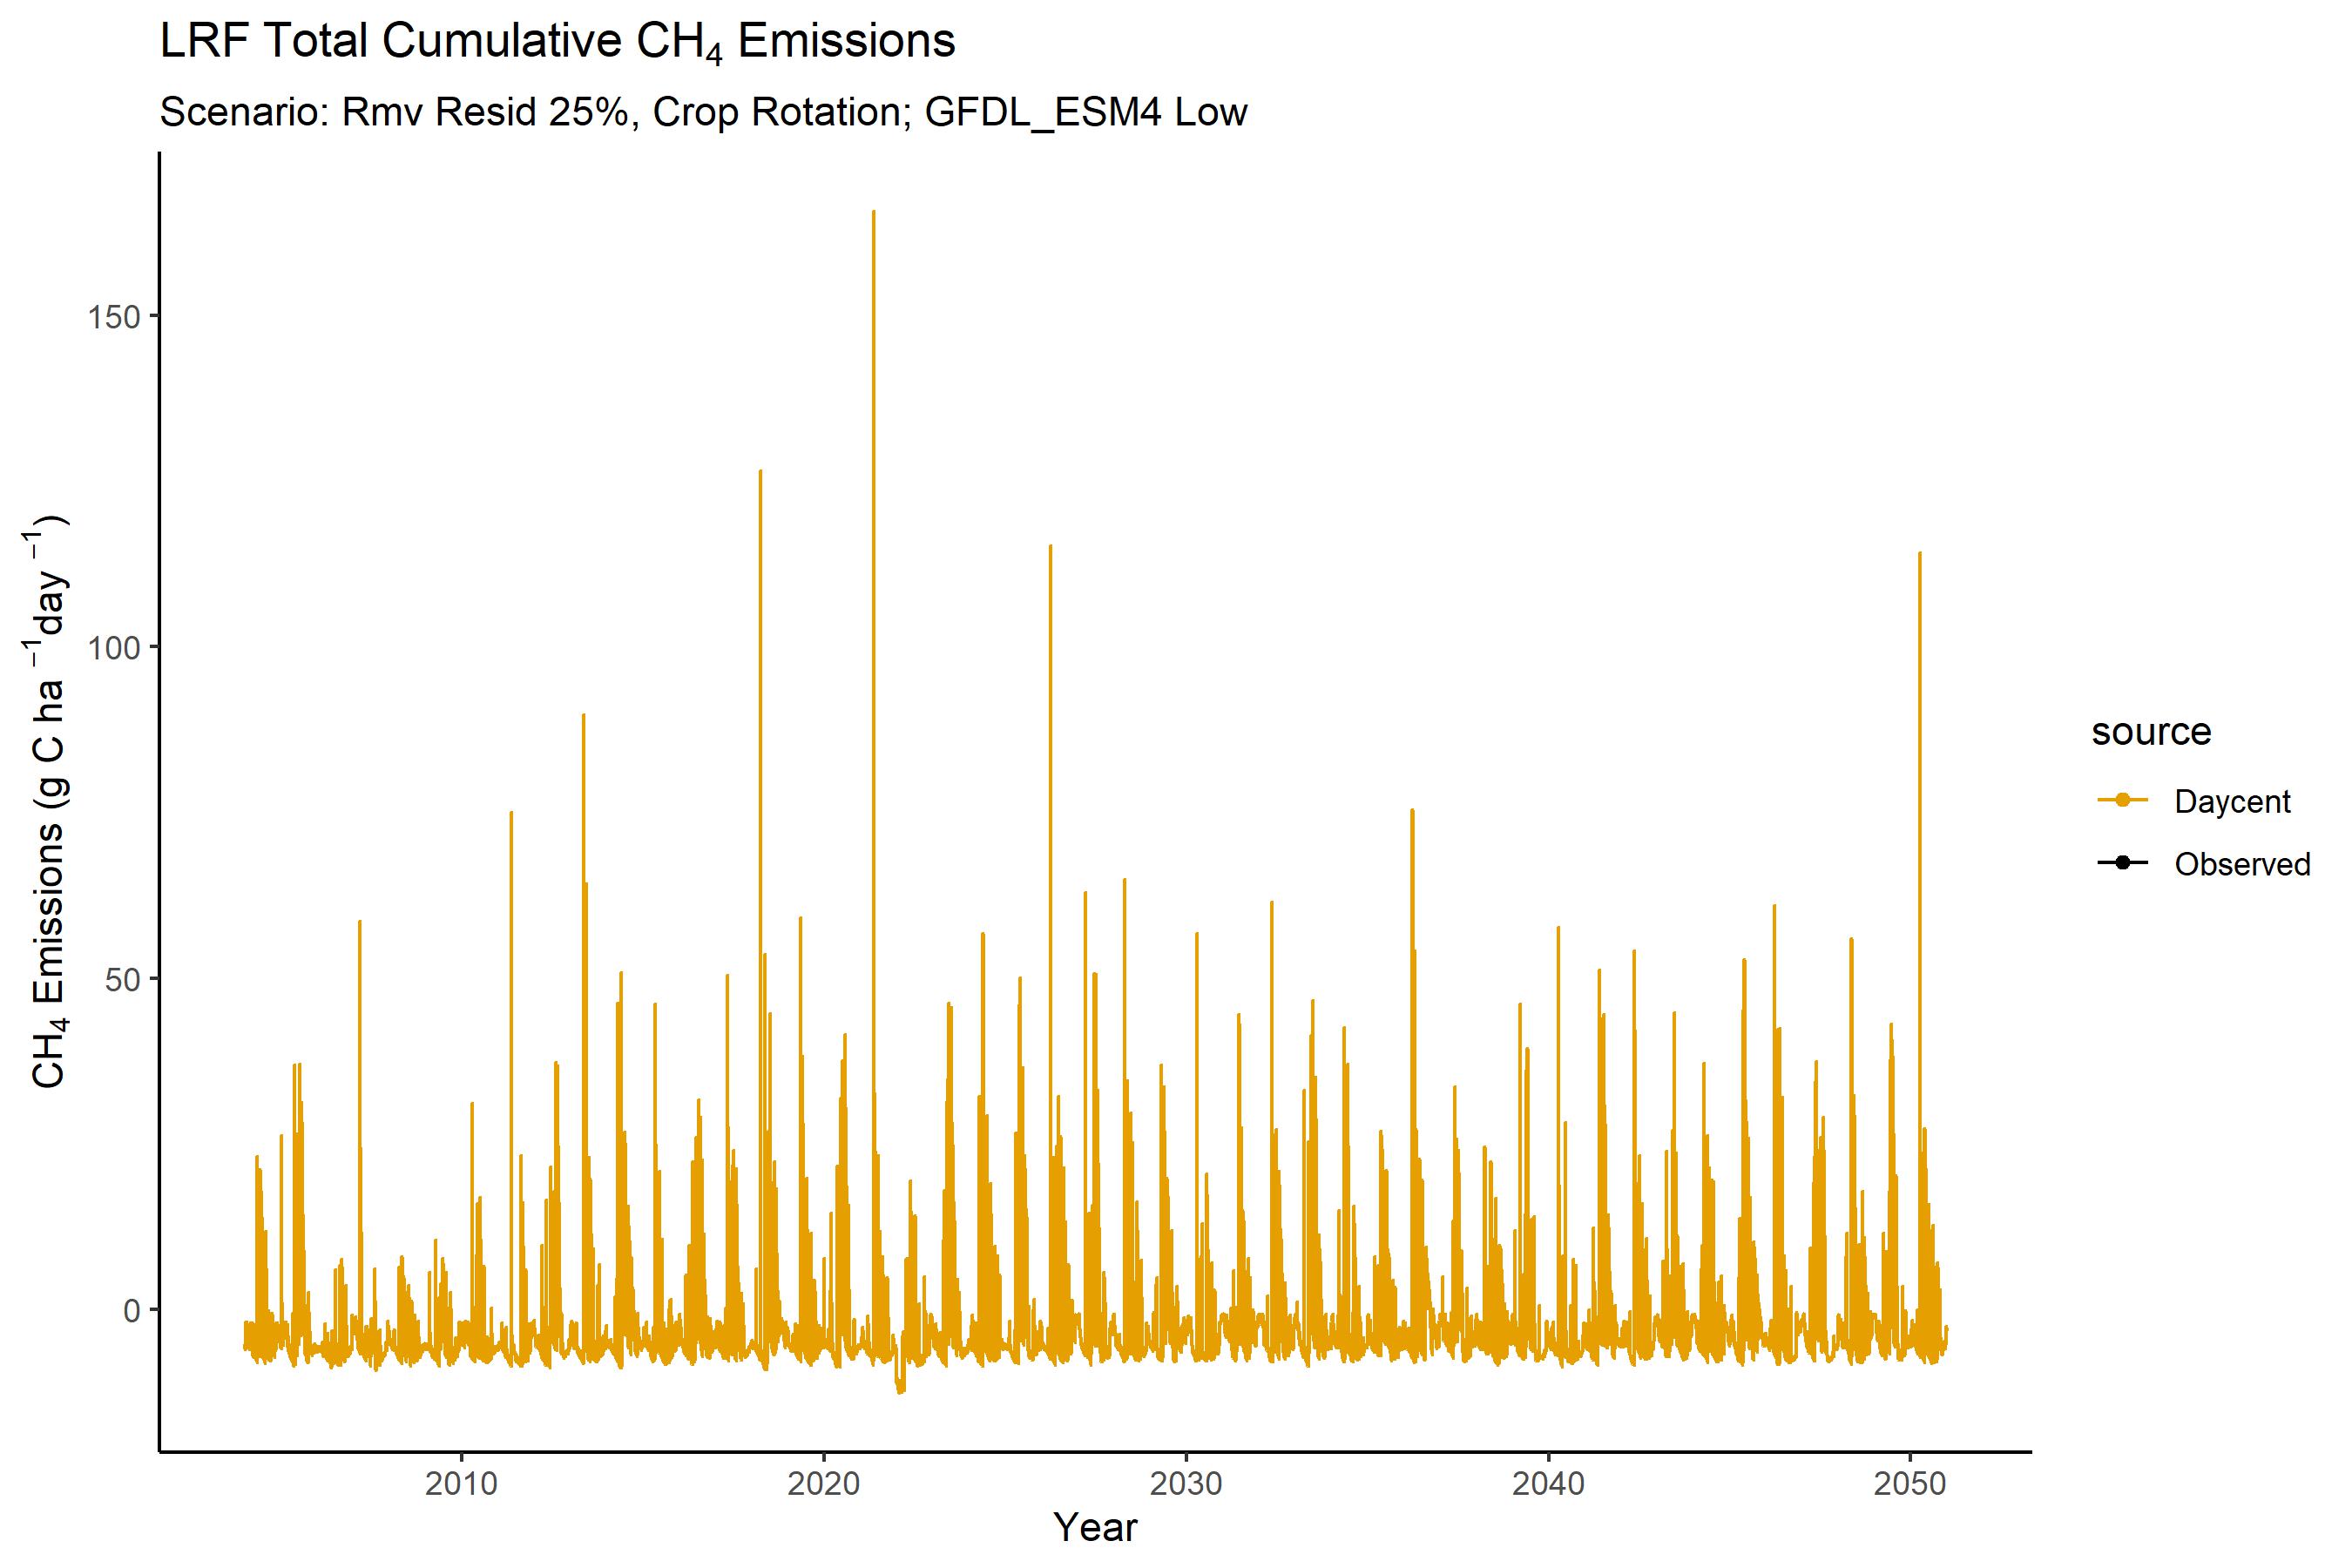 LRF Total Cumulative CH₄ Emissions
Scenario: Rmv Resid 25%, Crop Rotation; GFDL_ESM4 Low
CH₄ Emissions (g C ha ⁻¹day ⁻¹)
150
100
50
0
2010 2020 2030 2040 2050
Year
source
Daycent
Observed